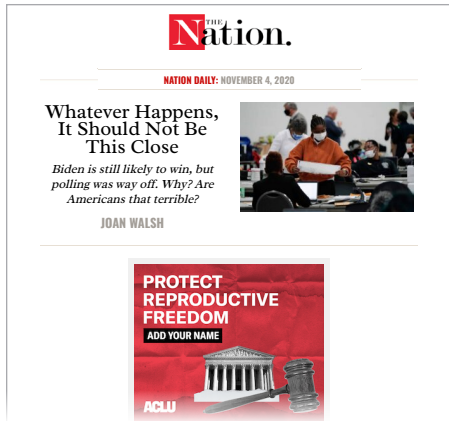 THE
Nation.
NATION DAILY: NOVEMBER 4, 2020
Whatever Happens,
It Should Not Be
This Close
Biden is still likely to win, but
polling was way off. Why? Are
Americans that terrible?
JOAN WALSH
PROTECT
REPRODUCTIVE
FREEDOM
ADD YOUR NAME
ACLU